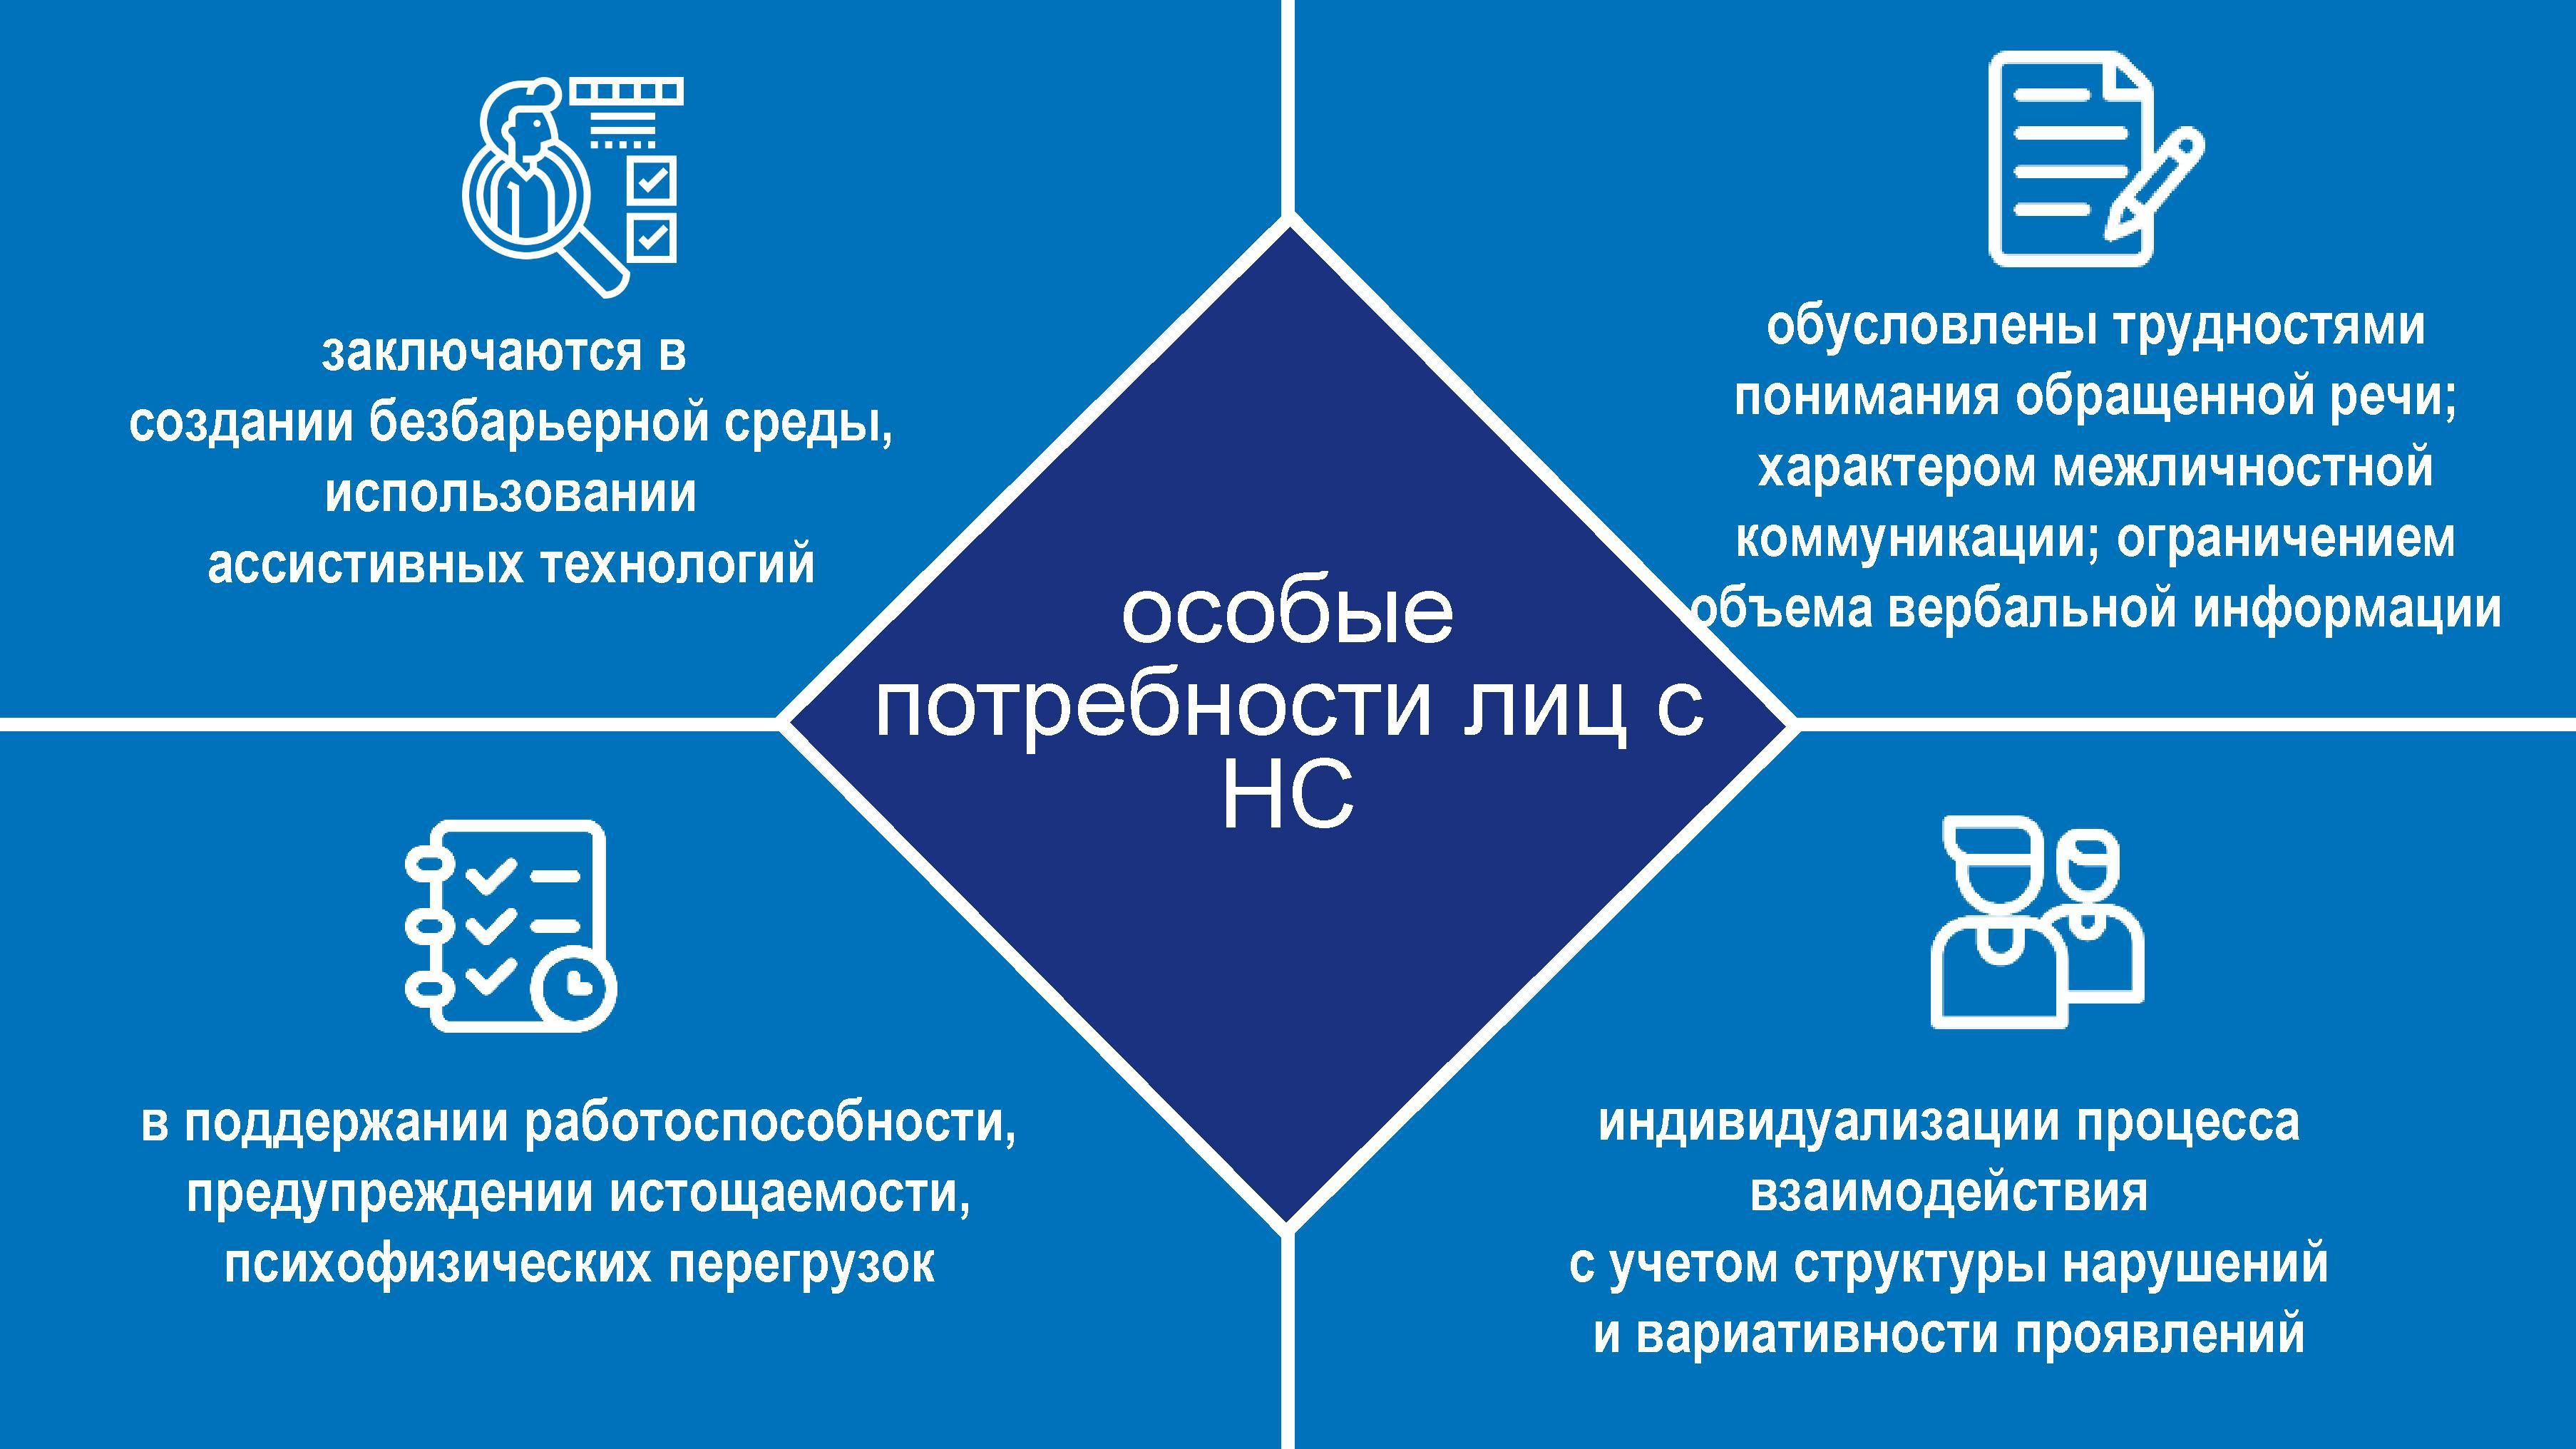 заключаются в
создании безбарьерной среды,
использовании
ассистивных технологий
обусловлены трудностями
понимания обращенной речи;
характером межличностной
коммуникации; ограничением
объема вербальной информации
особые
потребности лиц с
НС
в поддержании работоспособности,
предупреждении истощаемости,
психофизических перегрузок
индивидуализации процесса
взаимодействия
с учетом структуры нарушений
и вариативности проявлений